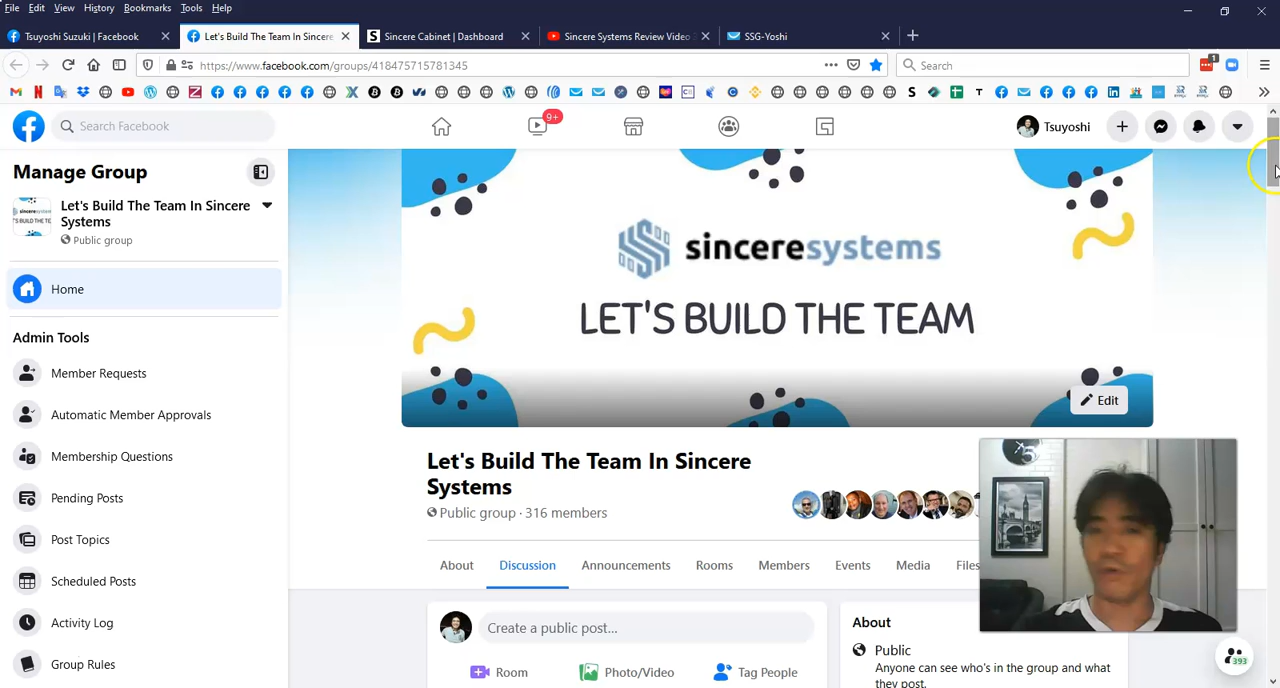 File Edit View History Bookmarks Tools Help
Tsuyoshi Suzuki | Facebook
Let's Build The Team In Sincere
Sincere Cabinet | Dashboard
Sincere Systems Review Video
SSG-Yoshi
https://www.facebook.com/groups/418475715781345
Search
1
Search Facebook
9+
Tsuyoshi
Manage Group
Let's Build The Team In Sincere
Systems
Public group
Home
Admin Tools
Member Requests
Automatic Member Approvals
Membership Questions
Pending Posts
Post Topics
Scheduled Posts
Activity Log
Group Rules
sinceresystems
LET'S BUILD THE TEAM
Edit
Let's Build The Team In Sincere
Systems
Public group · 316 members
About Discussion Announcements Rooms Members Events Media Files
Create a public post...
Room Photo/Video Tag People
About
Public
Anyone can see who's in the group and what
they post.
393